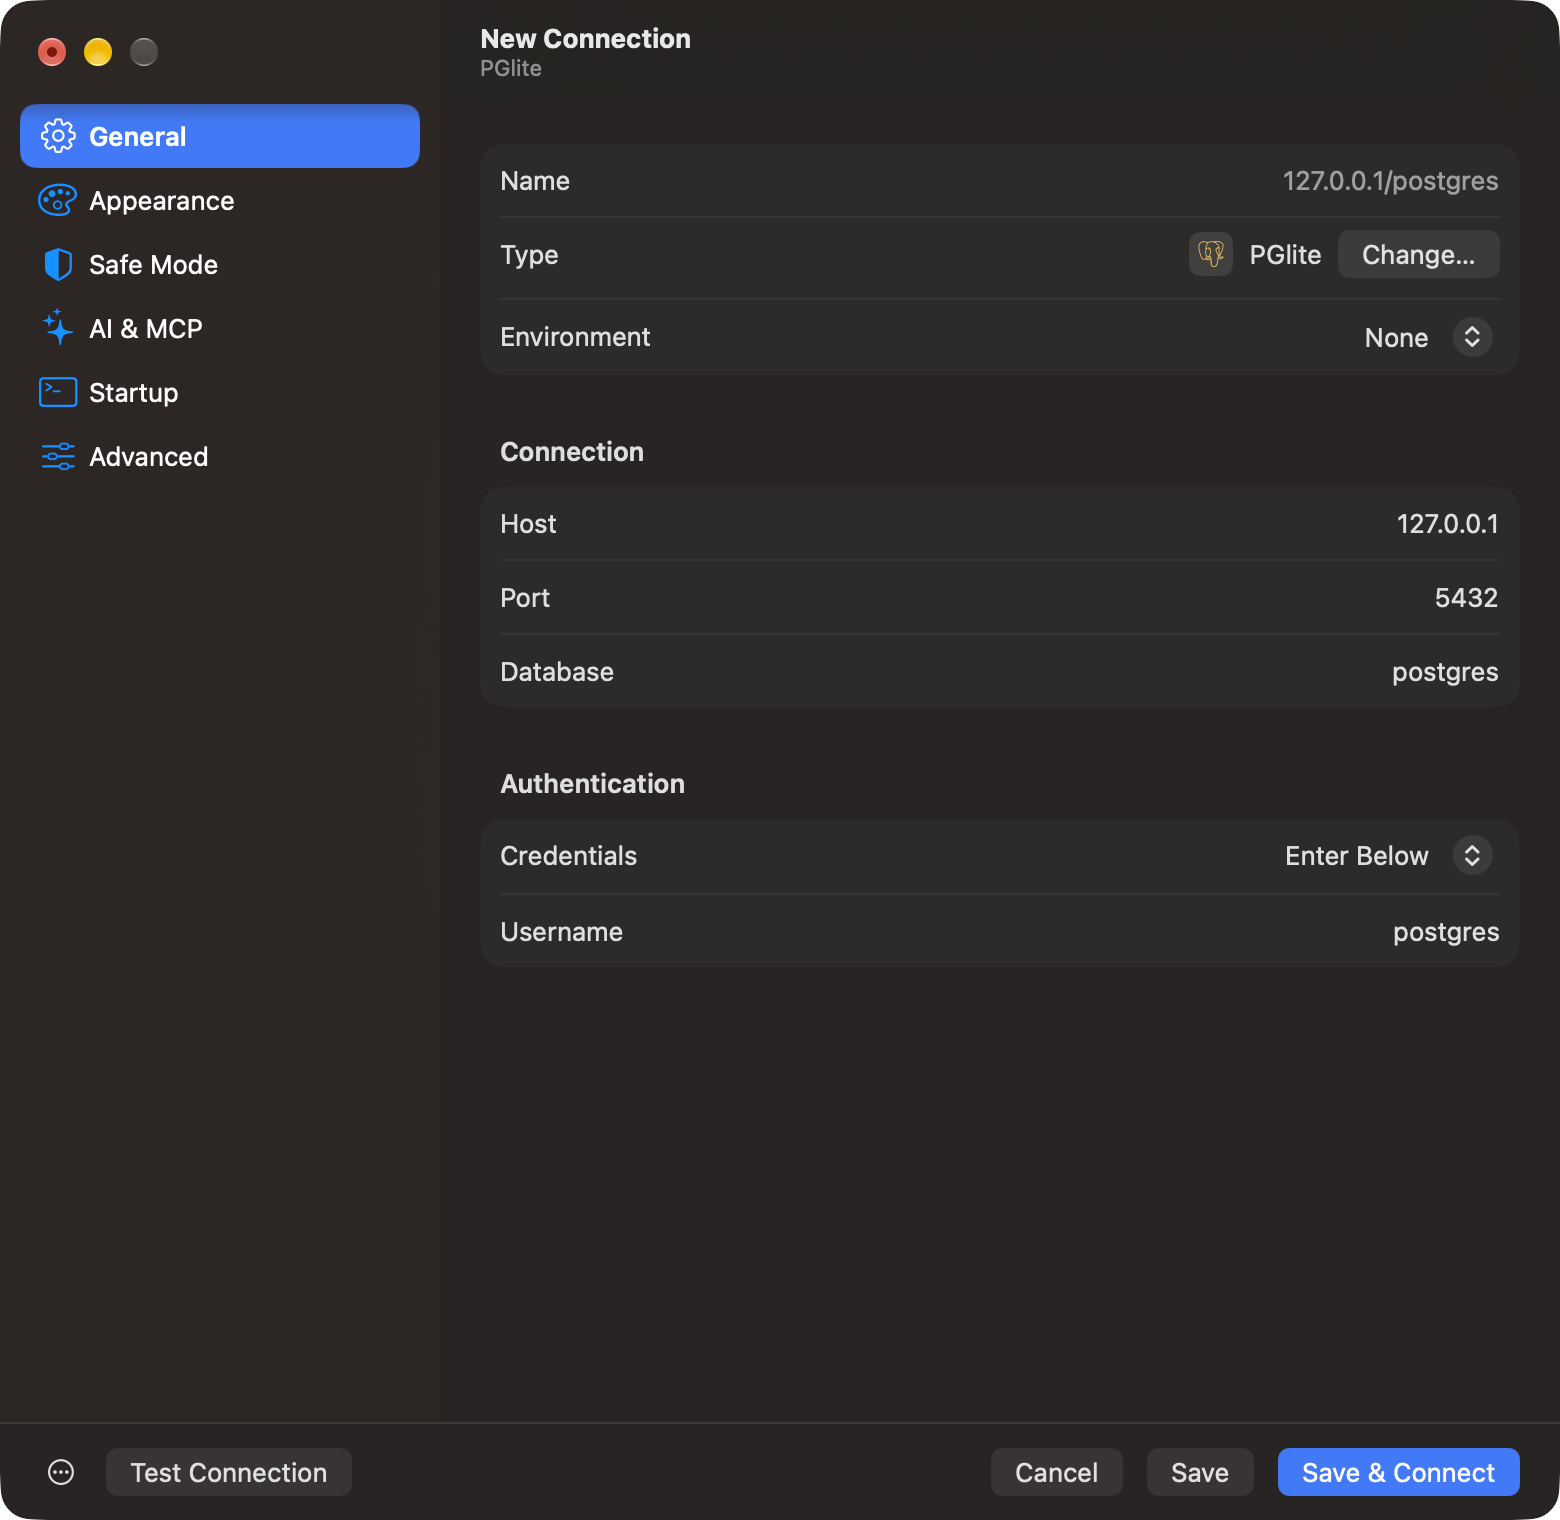 New Connection
PGlite
General
Appearance
Safe Mode
AI & MCP
Startup
Advanced
Name 127.0.0.1/postgres
Type PGlite Change...
Environment None
Connection
Host 127.0.0.1
Port 5432
Database postgres
Authentication
Credentials Enter Below
Username postgres
Test Connection Cancel Save Save & Connect